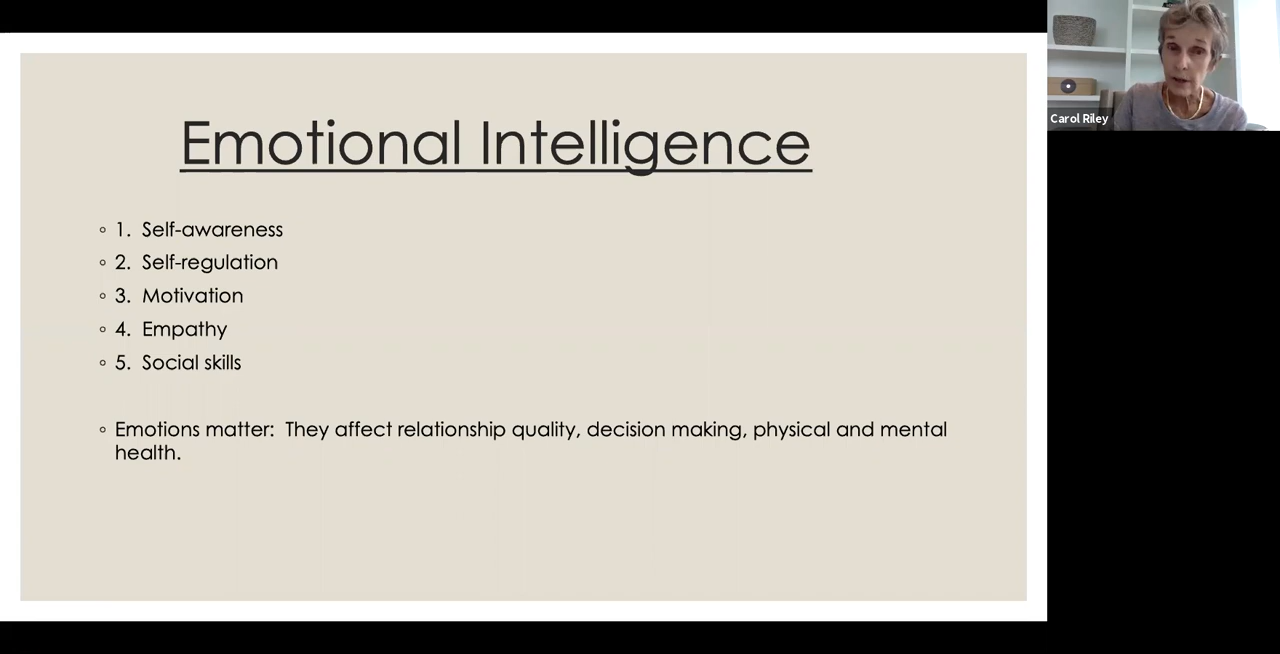 Emotional Intelligence
◦ 1. Self-awareness
◦ 2. Self-regulation
◦ 3. Motivation
◦ 4. Empathy
◦ 5. Social skills
◦ Emotions matter: They affect relationship quality, decision making, physical and mental
health.
Carol Riley